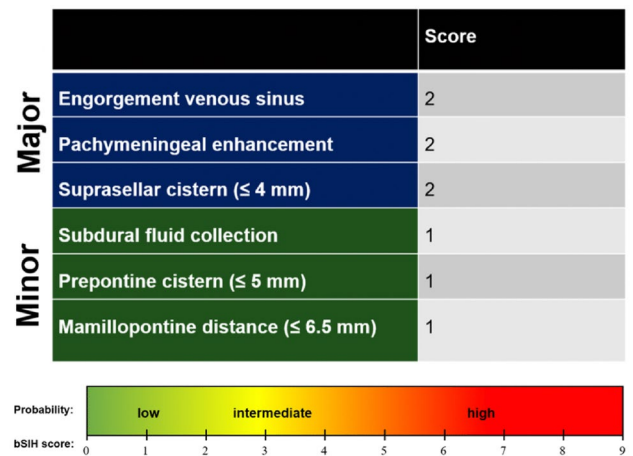 Score
Major
Engorgement venous sinus 2
Pachymeningeal enhancement 2
Suprasellar cistern (≤ 4 mm) 2
Minor
Subdural fluid collection 1
Prepontine cistern (≤ 5 mm) 1
Mamillopontine distance (≤ 6.5 mm) 1
Probability: low intermediate high
bSIH score: 0 1 2 3 4 5 6 7 8 9